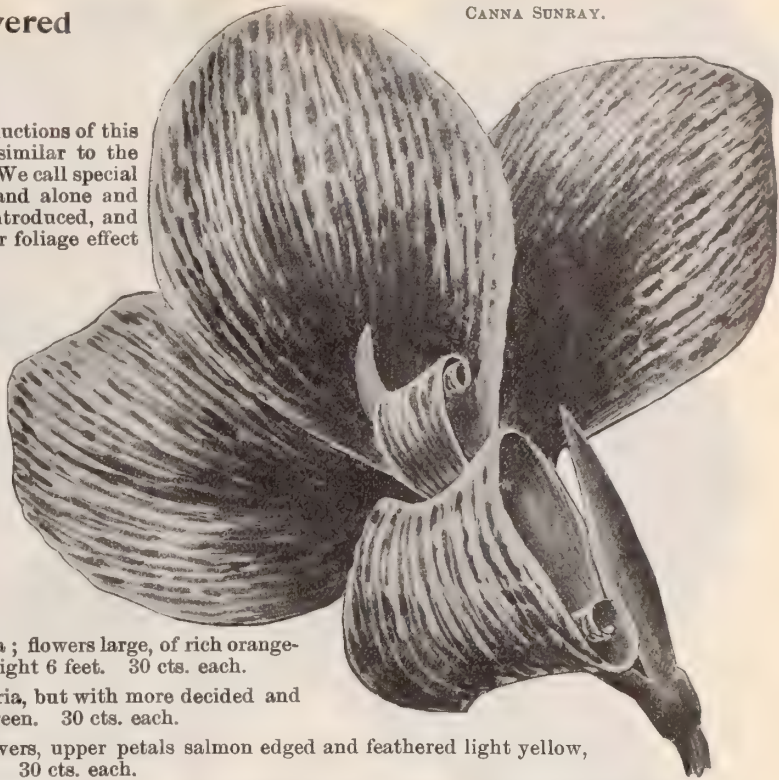 vered
CANNA SUNRAY.
uctions of this
similar to the
We call special
and alone and
ntroduced, and
r foliage effect
a ; flowers large, of rich orange-
ight 6 feet. 30 cts. each.
ria, but with more decided and
reen. 30 cts. each.
wers, upper petals salmon edged and feathered light yellow,
30 cts. each.